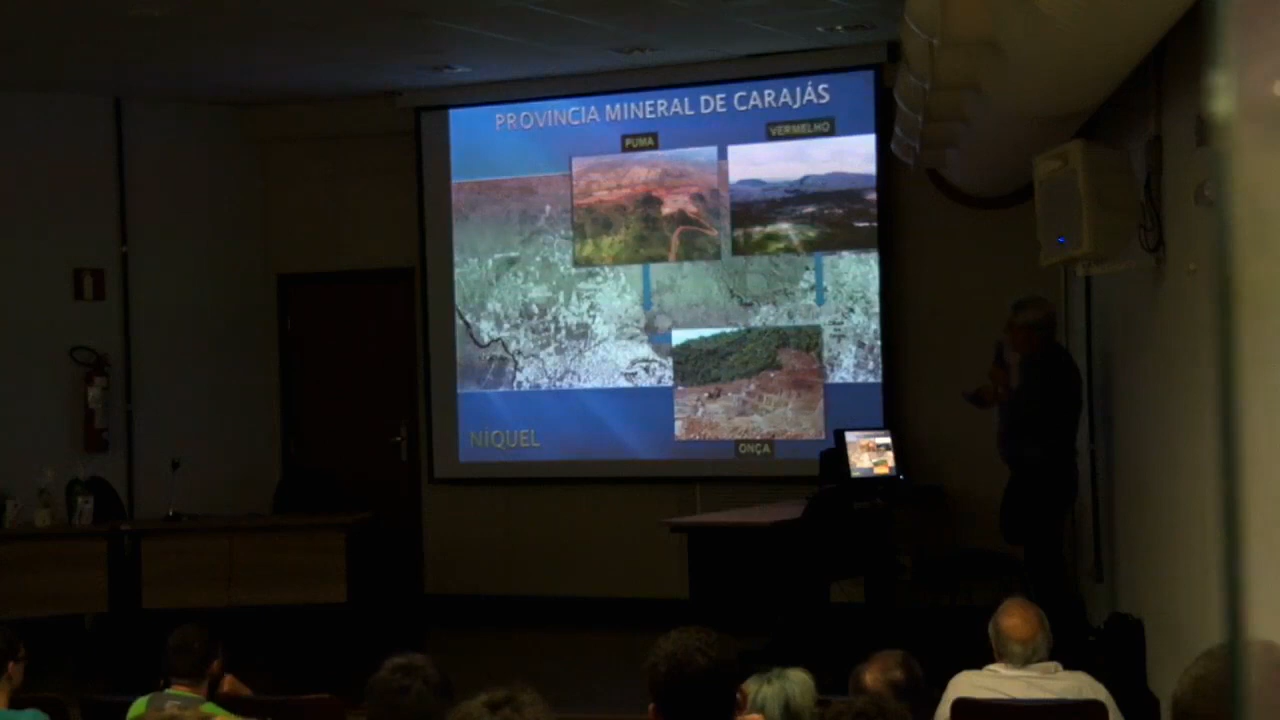 PROVINCIA MINERAL DE CARAJÁS
PUMA
VERMELHO
NÍQUEL
ONÇA